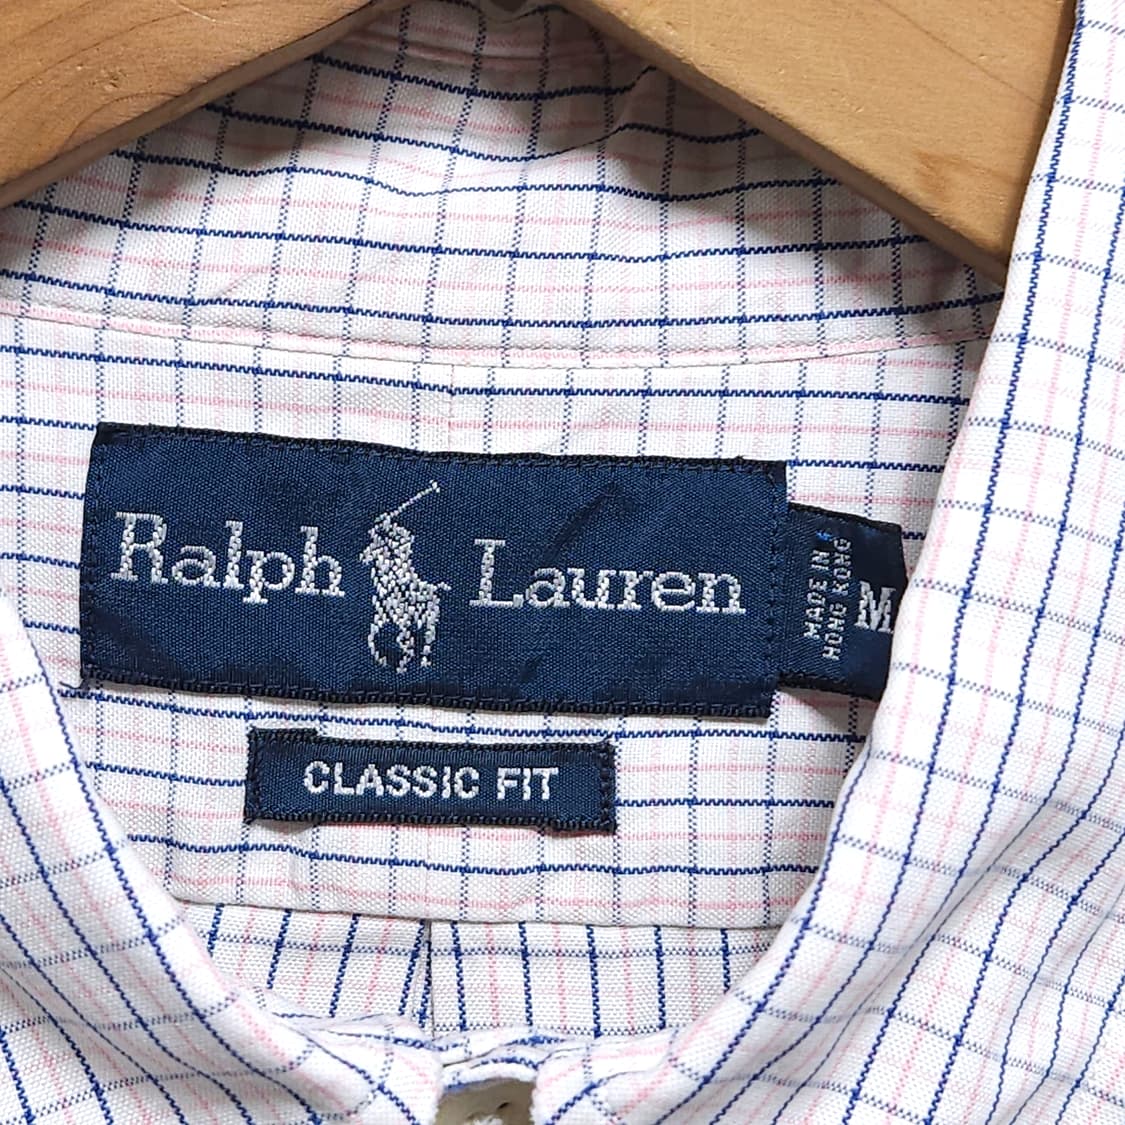 Ralph Lauren
MADE IN
HONG KONG
M
CLASSIC FIT